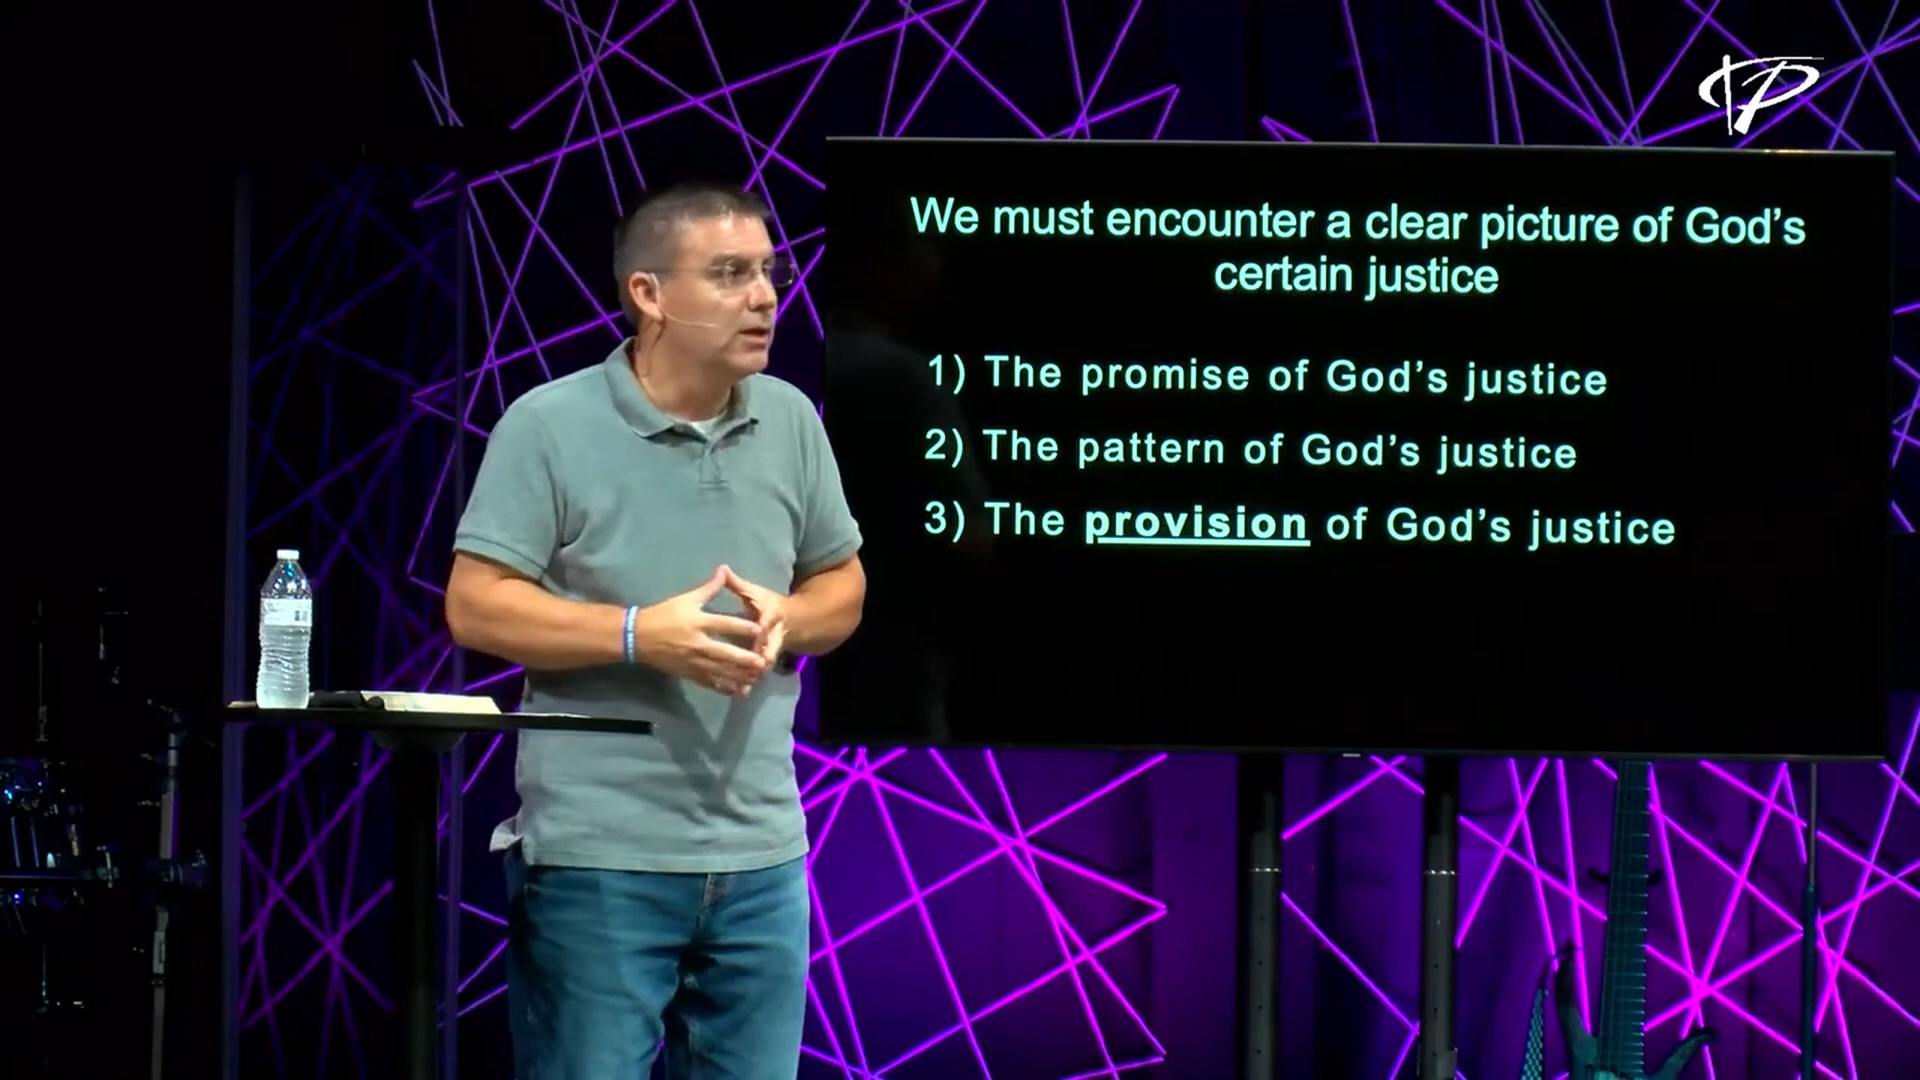 We must encounter a clear picture of God’s
certain justice
1) The promise of God’s justice
2) The pattern of God’s justice
3) The provision of God’s justice